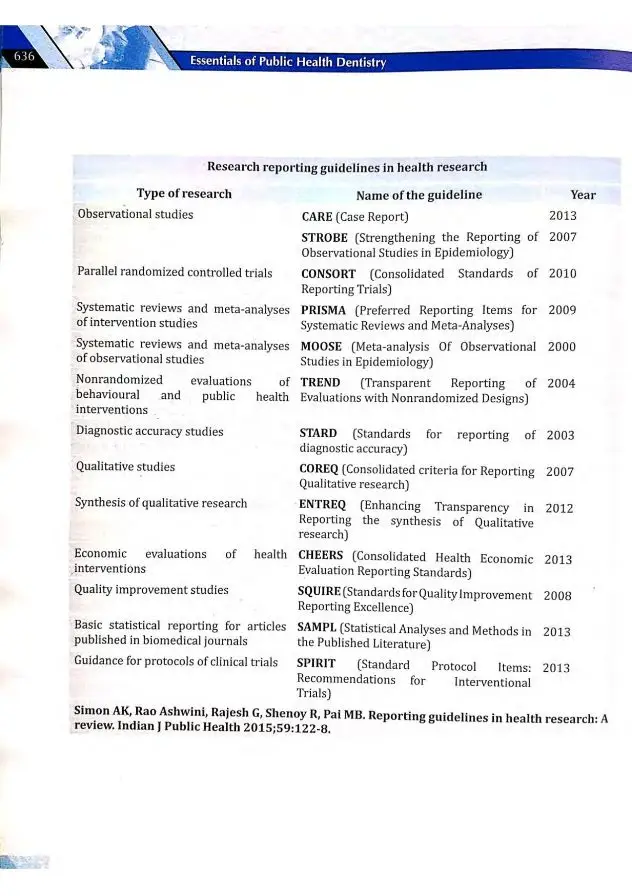 636
Essentials of Public Health Dentistry
Research reporting guidelines in health research
Type of research Name of the guideline Year
Observational studies CARE (Case Report) 2013
STROBE (Strengthening the Reporting of 2007
Observational Studies in Epidemiology)
Parallel randomized controlled trials CONSORT (Consolidated Standards of 2010
Reporting Trials)
Systematic reviews and meta-analyses PRISMA (Preferred Reporting Items for 2009
of intervention studies Systematic Reviews and Meta-Analyses)
Systematic reviews and meta-analyses MOOSE (Meta-analysis Of Observational 2000
of observational studies Studies in Epidemiology)
Nonrandomized evaluations of TREND (Transparent Reporting of 2004
behavioural and public health Evaluations with Nonrandomized Designs)
interventions
Diagnostic accuracy studies STARD (Standards for reporting of 2003
diagnostic accuracy)
Qualitative studies COREQ (Consolidated criteria for Reporting 2007
Qualitative research)
Synthesis of qualitative research ENTREQ (Enhancing Transparency in 2012
Reporting the synthesis of Qualitative
research)
Economic evaluations of health CHEERS (Consolidated Health Economic 2013
interventions Evaluation Reporting Standards)
Quality improvement studies SQUIRE (Standards for Quality Improvement 2008
Reporting Excellence)
Basic statistical reporting for articles SAMPL (Statistical Analyses and Methods in 2013
published in biomedical journals the Published Literature)
Guidance for protocols of clinical trials SPIRIT (Standard Protocol Items: 2013
Recommendations for Interventional
Trials)
Simon AK, Rao Ashwini, Rajesh G, Shenoy R, Pai MB. Reporting guidelines in health research: A
review. Indian J Public Health 2015;59:122-8.